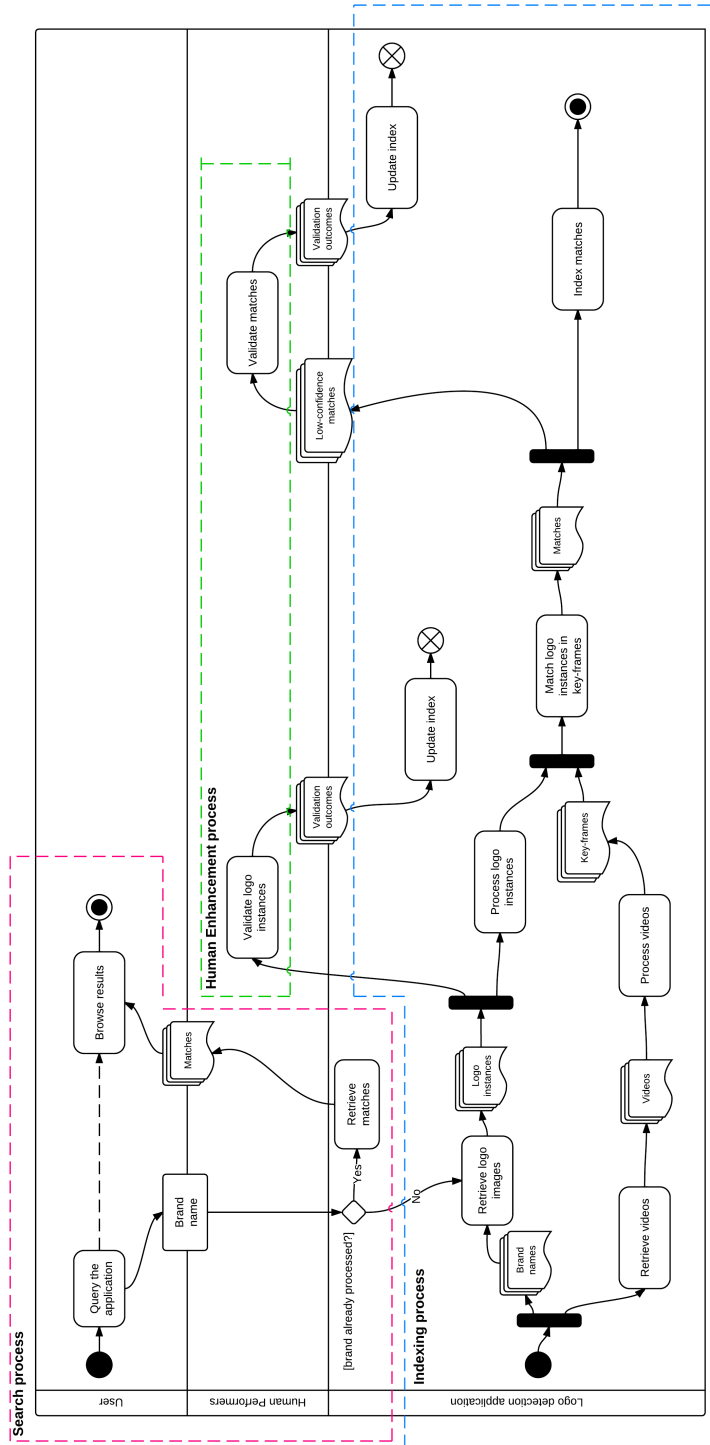 Search process
User
Human Performers
Logo detection application
Query the
application
Browse results
Brand
name
Matches
[brand already processed?]
Yes
No
Retrieve
matches
Human Enhancement process
Validate logo
instances
Validation
outcomes
Update index
Low-confidence
matches
Validate matches
Validation
outcomes
Update index
Indexing process
Brand
names
Retrieve logo
images
Logo
instances
Process logo
instances
Retrieve videos
Videos
Process videos
Key-frames
Match logo
instances in
key-frames
Matches
Index matches